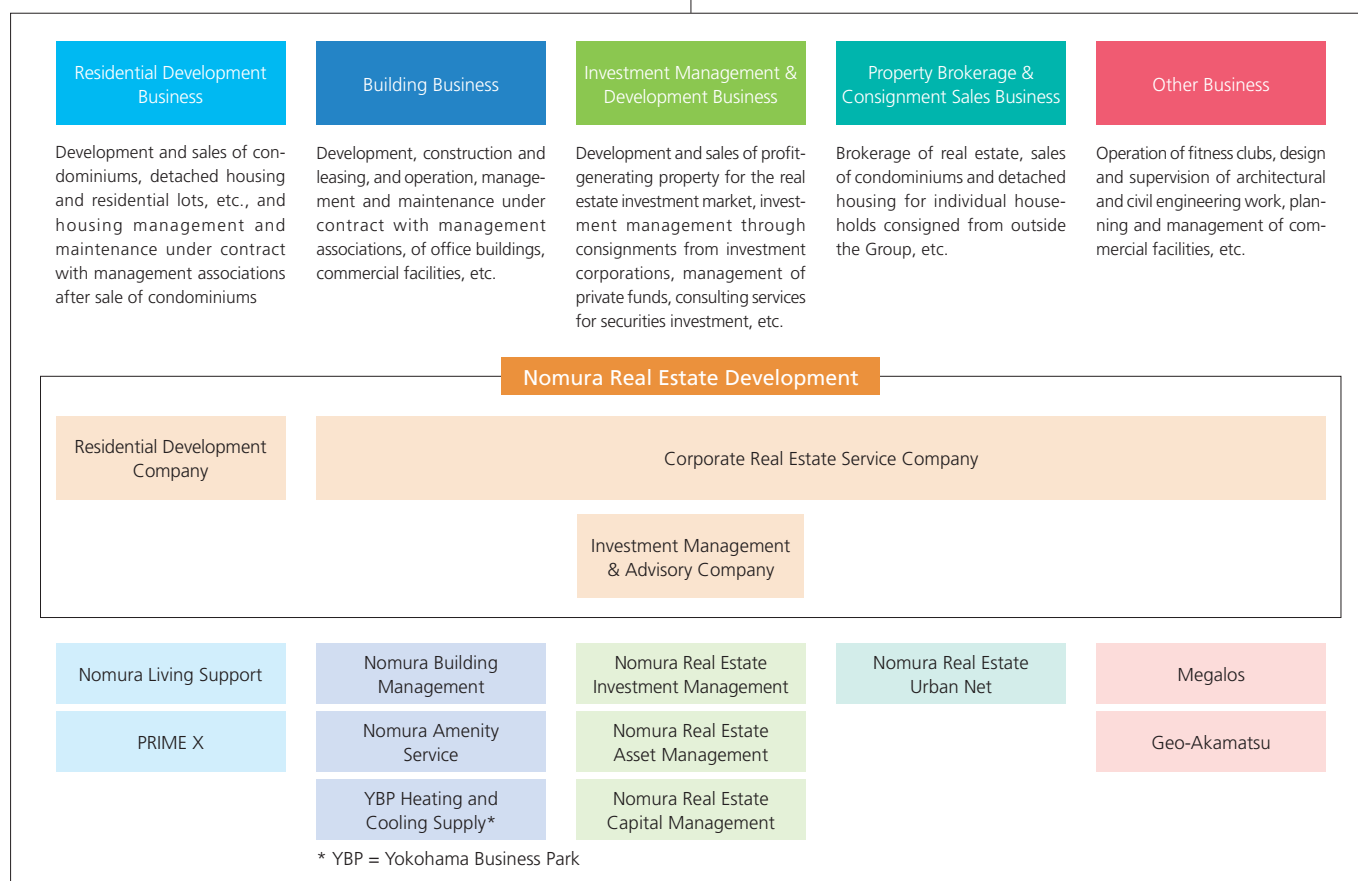 Residential Development
Business
Building Business
Investment Management &
Development Business
Property Brokerage &
Consignment Sales Business
Other Business
Development and sales of con-
dominiums, detached housing
and residential lots, etc., and
housing management and
maintenance under contract
with management associations
after sale of condominiums
Development, construction and
leasing, and operation, manage-
ment and maintenance under
contract with management
associations, of office buildings,
commercial facilities, etc.
Development and sales of profit-
generating property for the real
estate investment market, invest-
ment management through
consignments from investment
corporations, management of
private funds, consulting services
for securities investment, etc.
Brokerage of real estate, sales
of condominiums and detached
housing for individual house-
holds consigned from outside
the Group, etc.
Operation of fitness clubs, design
and supervision of architectural
and civil engineering work, plan-
ning and management of com-
mercial facilities, etc.
Nomura Real Estate Development
Residential Development
Company
Corporate Real Estate Service Company
Investment Management
& Advisory Company
Nomura Living Support
PRIME X
Nomura Building
Management
Nomura Amenity
Service
YBP Heating and
Cooling Supply*
Nomura Real Estate
Investment Management
Nomura Real Estate
Asset Management
Nomura Real Estate
Capital Management
Nomura Real Estate
Urban Net
Megalos
Geo-Akamatsu
* YBP = Yokohama Business Park